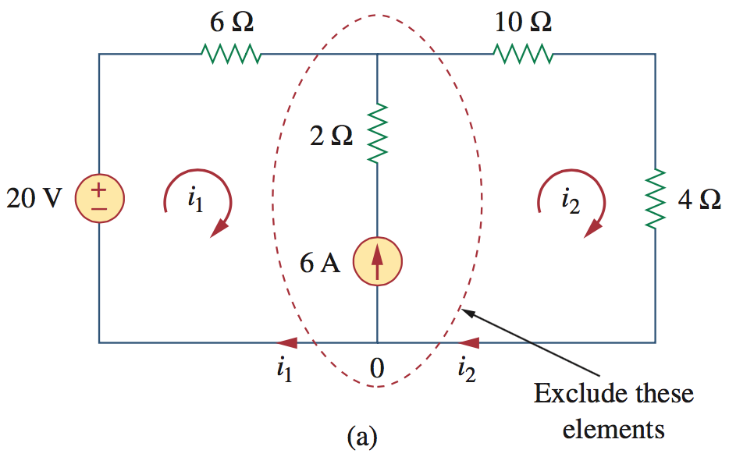 6 Ω
10 Ω
2 Ω
+
−
20 V
i1
i2
4 Ω
6 A
i1
0
i2
Exclude these
elements
(a)